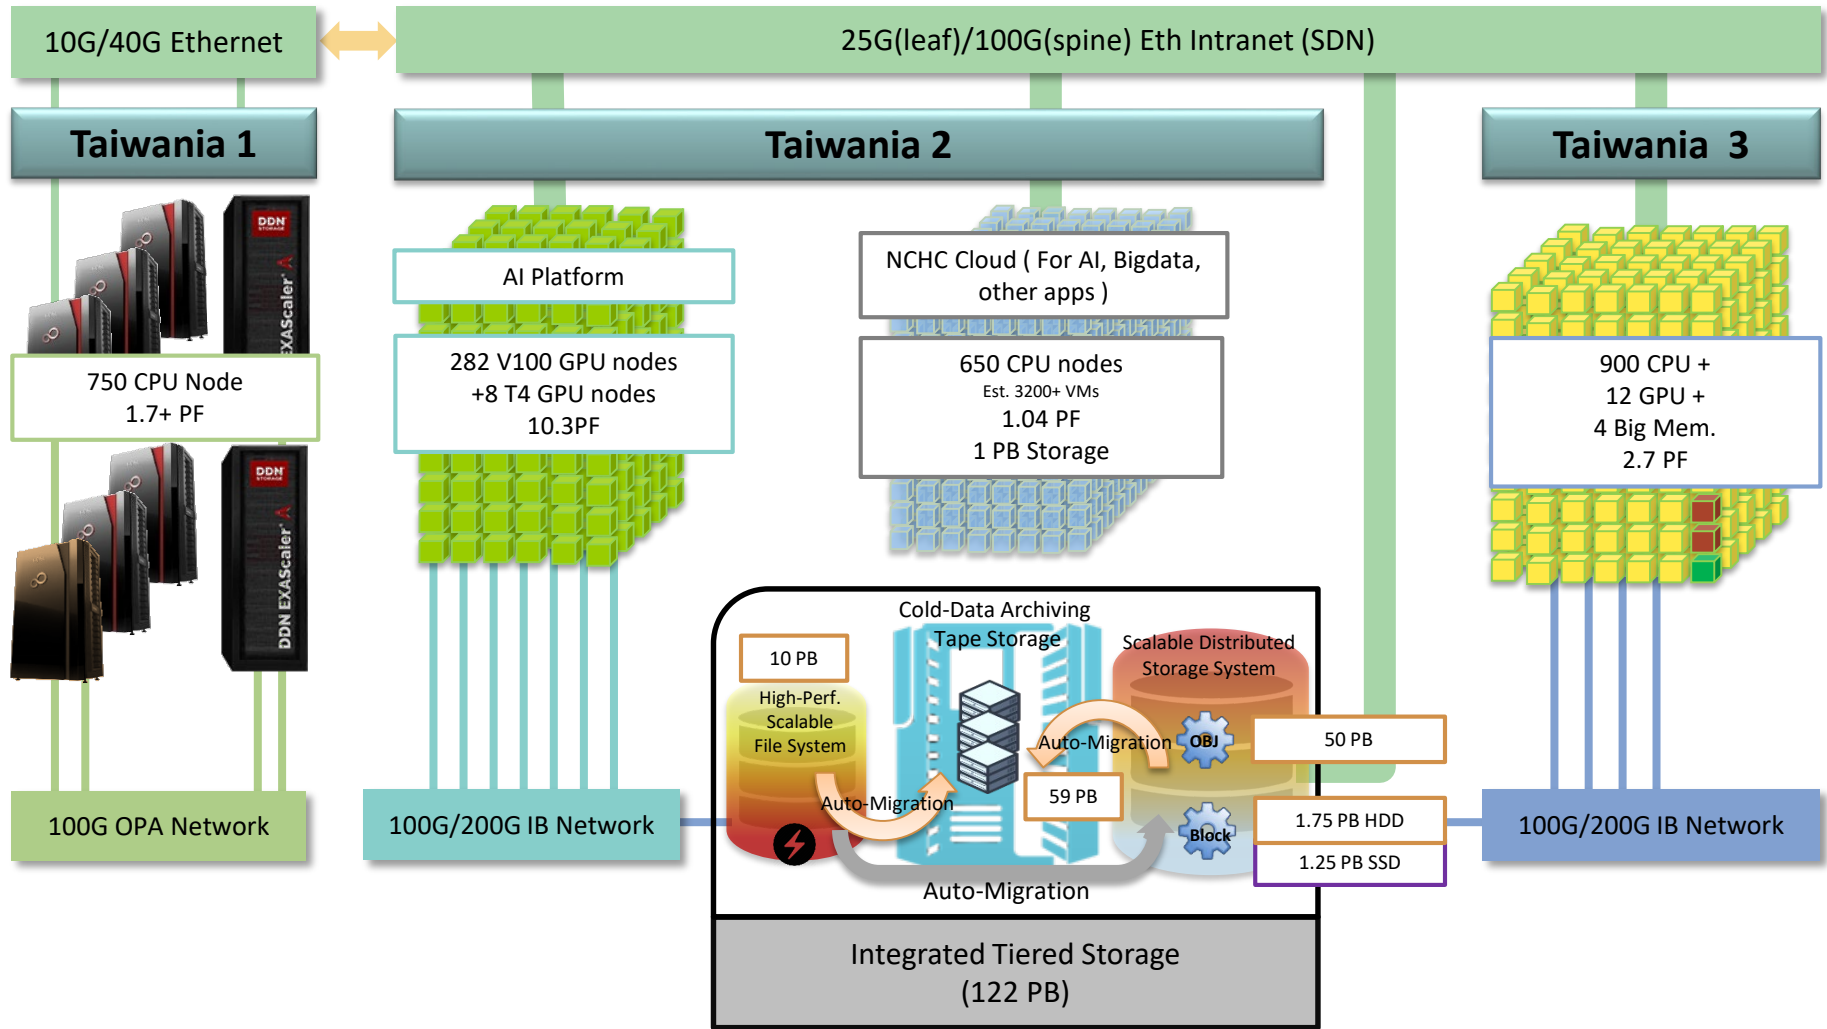 10G/40G Ethernet
25G(leaf)/100G(spine) Eth Intranet (SDN)
Taiwania 1
Taiwania 2
Taiwania 3
DDN
STORAGE
EXAScaler
AI Platform
NCHC Cloud ( For AI, Bigdata,
other apps )
750 CPU Node
1.7+ PF
282 V100 GPU nodes
+8 T4 GPU nodes
10.3PF
650 CPU nodes
Est. 3200+ VMs
1.04 PF
1 PB Storage
900 CPU +
12 GPU +
4 Big Mem.
2.7 PF
DDN
STORAGE
DDN EXAScaler
Cold-Data Archiving
Tape Storage
10 PB
High-Perf.
Scalable
File System
Scalable Distributed
Storage System
Auto-Migration
OBJ
50 PB
Auto-Migration
59 PB
Block
1.75 PB HDD
1.25 PB SSD
Auto-Migration
100G OPA Network
100G/200G IB Network
100G/200G IB Network
Integrated Tiered Storage
(122 PB)